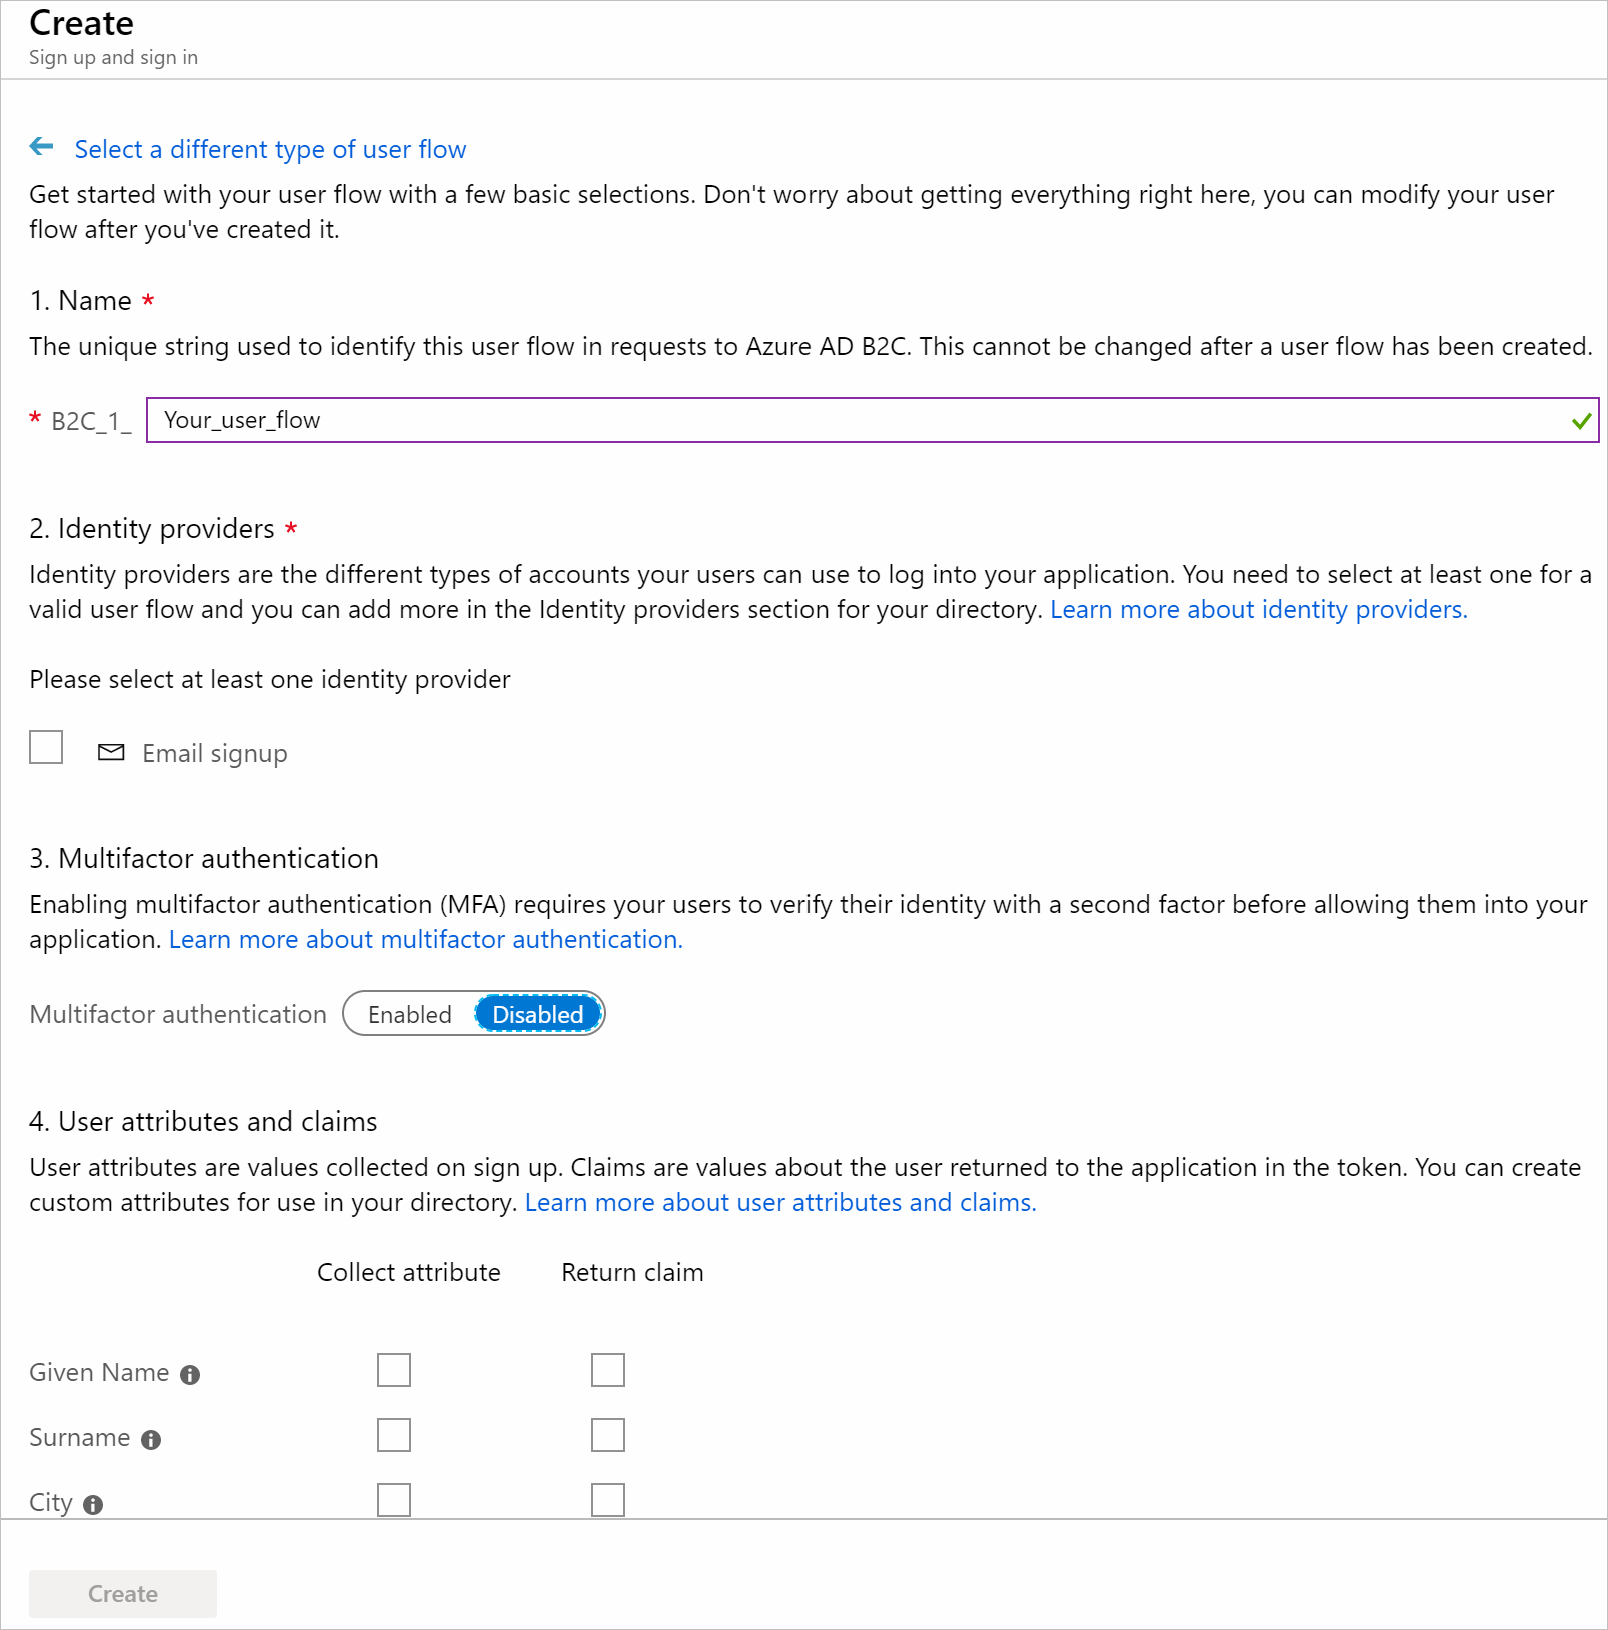 Create
Sign up and sign in
Select a different type of user flow
Get started with your user flow with a few basic selections. Don't worry about getting everything right here, you can modify your user
flow after you've created it.
1. Name *
The unique string used to identify this user flow in requests to Azure AD B2C. This cannot be changed after a user flow has been created.
* B2C_1_ Your_user_flow
2. Identity providers *
Identity providers are the different types of accounts your users can use to log into your application. You need to select at least one for a
valid user flow and you can add more in the Identity providers section for your directory. Learn more about identity providers.
Please select at least one identity provider
Email signup
3. Multifactor authentication
Enabling multifactor authentication (MFA) requires your users to verify their identity with a second factor before allowing them into your
application. Learn more about multifactor authentication.
Multifactor authentication Enabled Disabled
4. User attributes and claims
User attributes are values collected on sign up. Claims are values about the user returned to the application in the token. You can create
custom attributes for use in your directory. Learn more about user attributes and claims.
Collect attribute Return claim
Given Name
Surname
City
Create